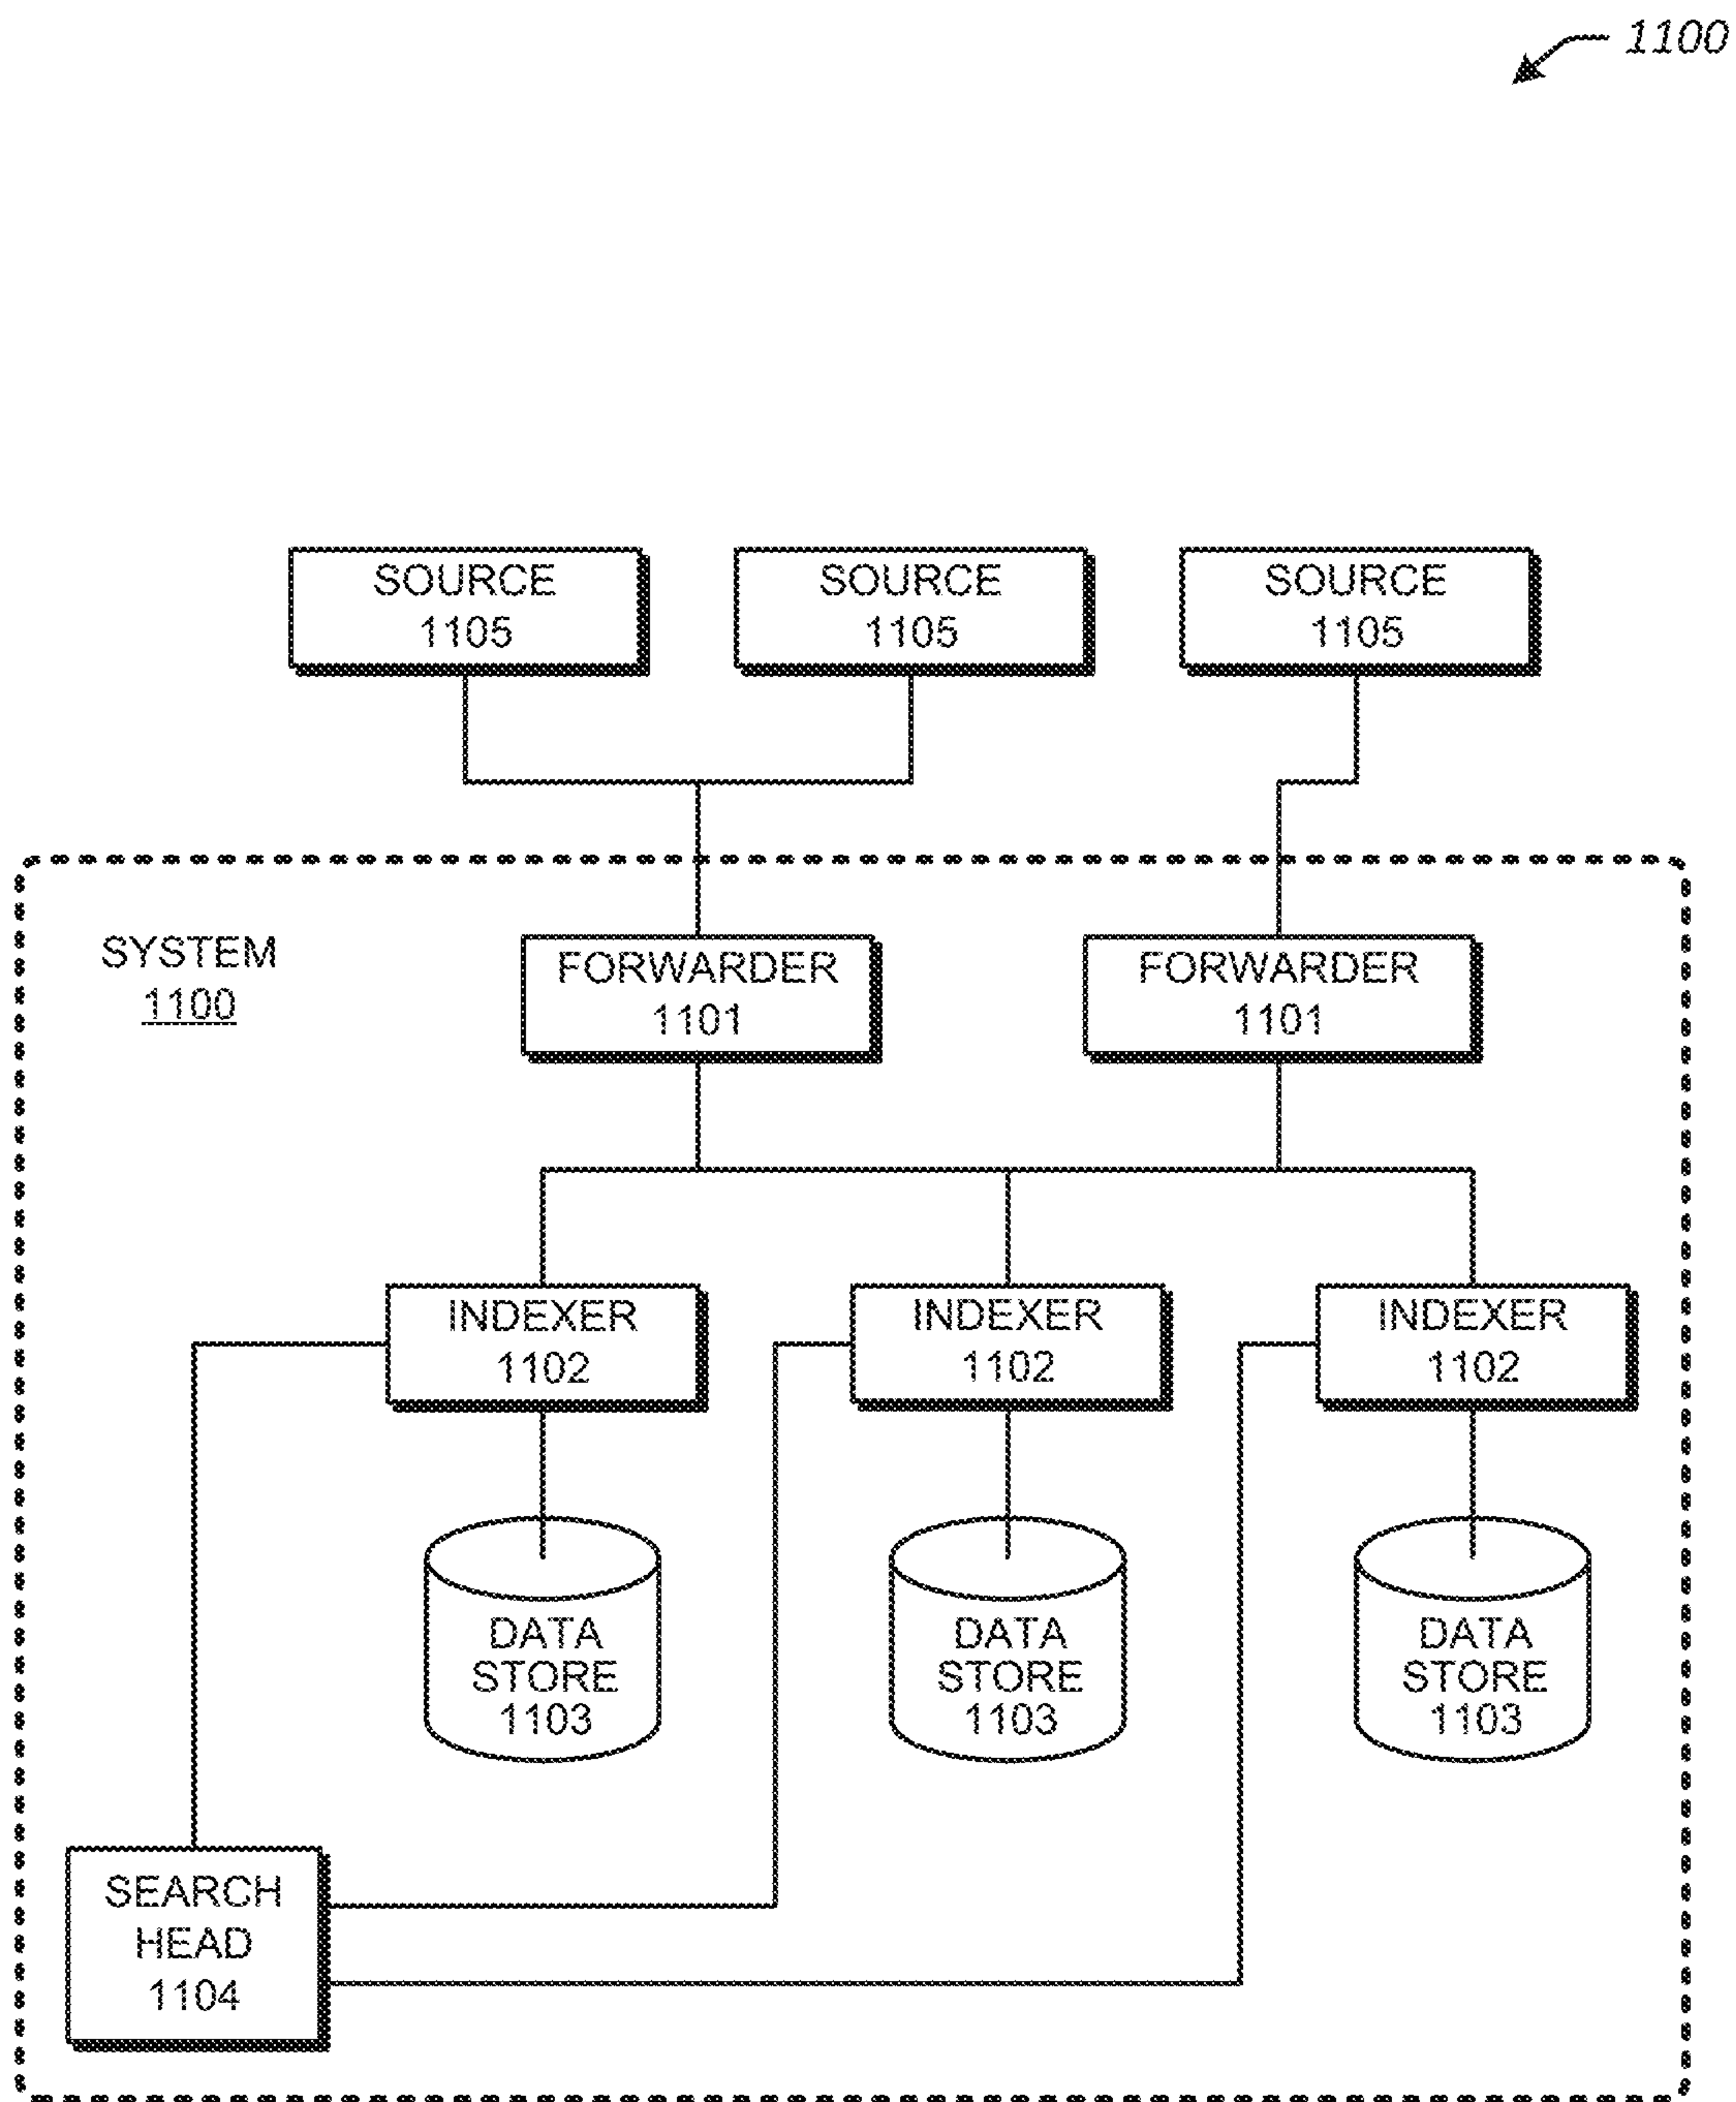 1100
SOURCE
1105
SOURCE
1105
SOURCE
1105
SYSTEM
1100
FORWARDER
1101
FORWARDER
1101
INDEXER
1102
INDEXER
1102
INDEXER
1102
DATA
STORE
1103
DATA
STORE
1103
DATA
STORE
1103
SEARCH
HEAD
1104